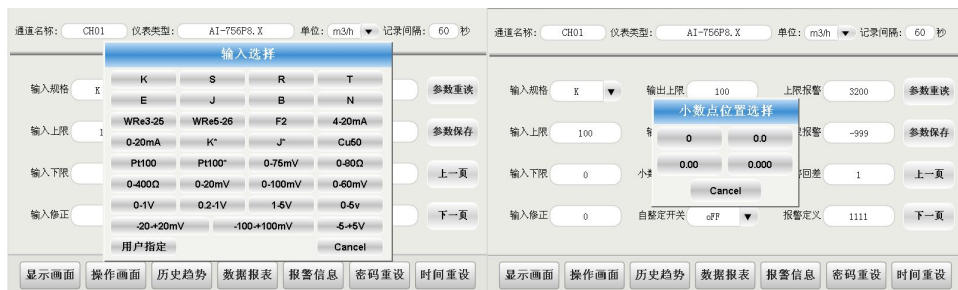 通道名称: CH01 仪表类型: AI-756P8.X 单位: m3/h ▼ 记录间隔: 60 秒
输入选择
K S R T
E J B N
WRe3-25 WRe5-26 F2 4-20mA
0-20mA K" J" Cu50
Pt100 Pt100" 0-75mV 0-80Ω
0-400Ω 0-20mV 0-100mV 0-60mV
0-1V 0.2-1V 1-5V 0-5v
-20-+20mV -100-+100mV -5-+5V
用户指定 Cancel
输入规格 K 参数重读
输入上限 1 参数保存
输入下限 上一页
输入修正 下一页
显示画面 操作画面 历史趋势 数据报表 报警信息 密码重设 时间重设
通道名称: CH01 仪表类型: AI-756P8.X 单位: m3/h ▼ 记录间隔: 60 秒
输入规格 K ▼ 输出上限 100 上限报警 3200 参数重读
小数点位置选择
0 0.0
0.00 0.000
Cancel
输入上限 100 报警 -999 参数保存
输入下限 0 小 回差 1 上一页
输入修正 0 自整定开关 oFF ▼ 报警定义 1111 下一页
显示画面 操作画面 历史趋势 数据报表 报警信息 密码重设 时间重设